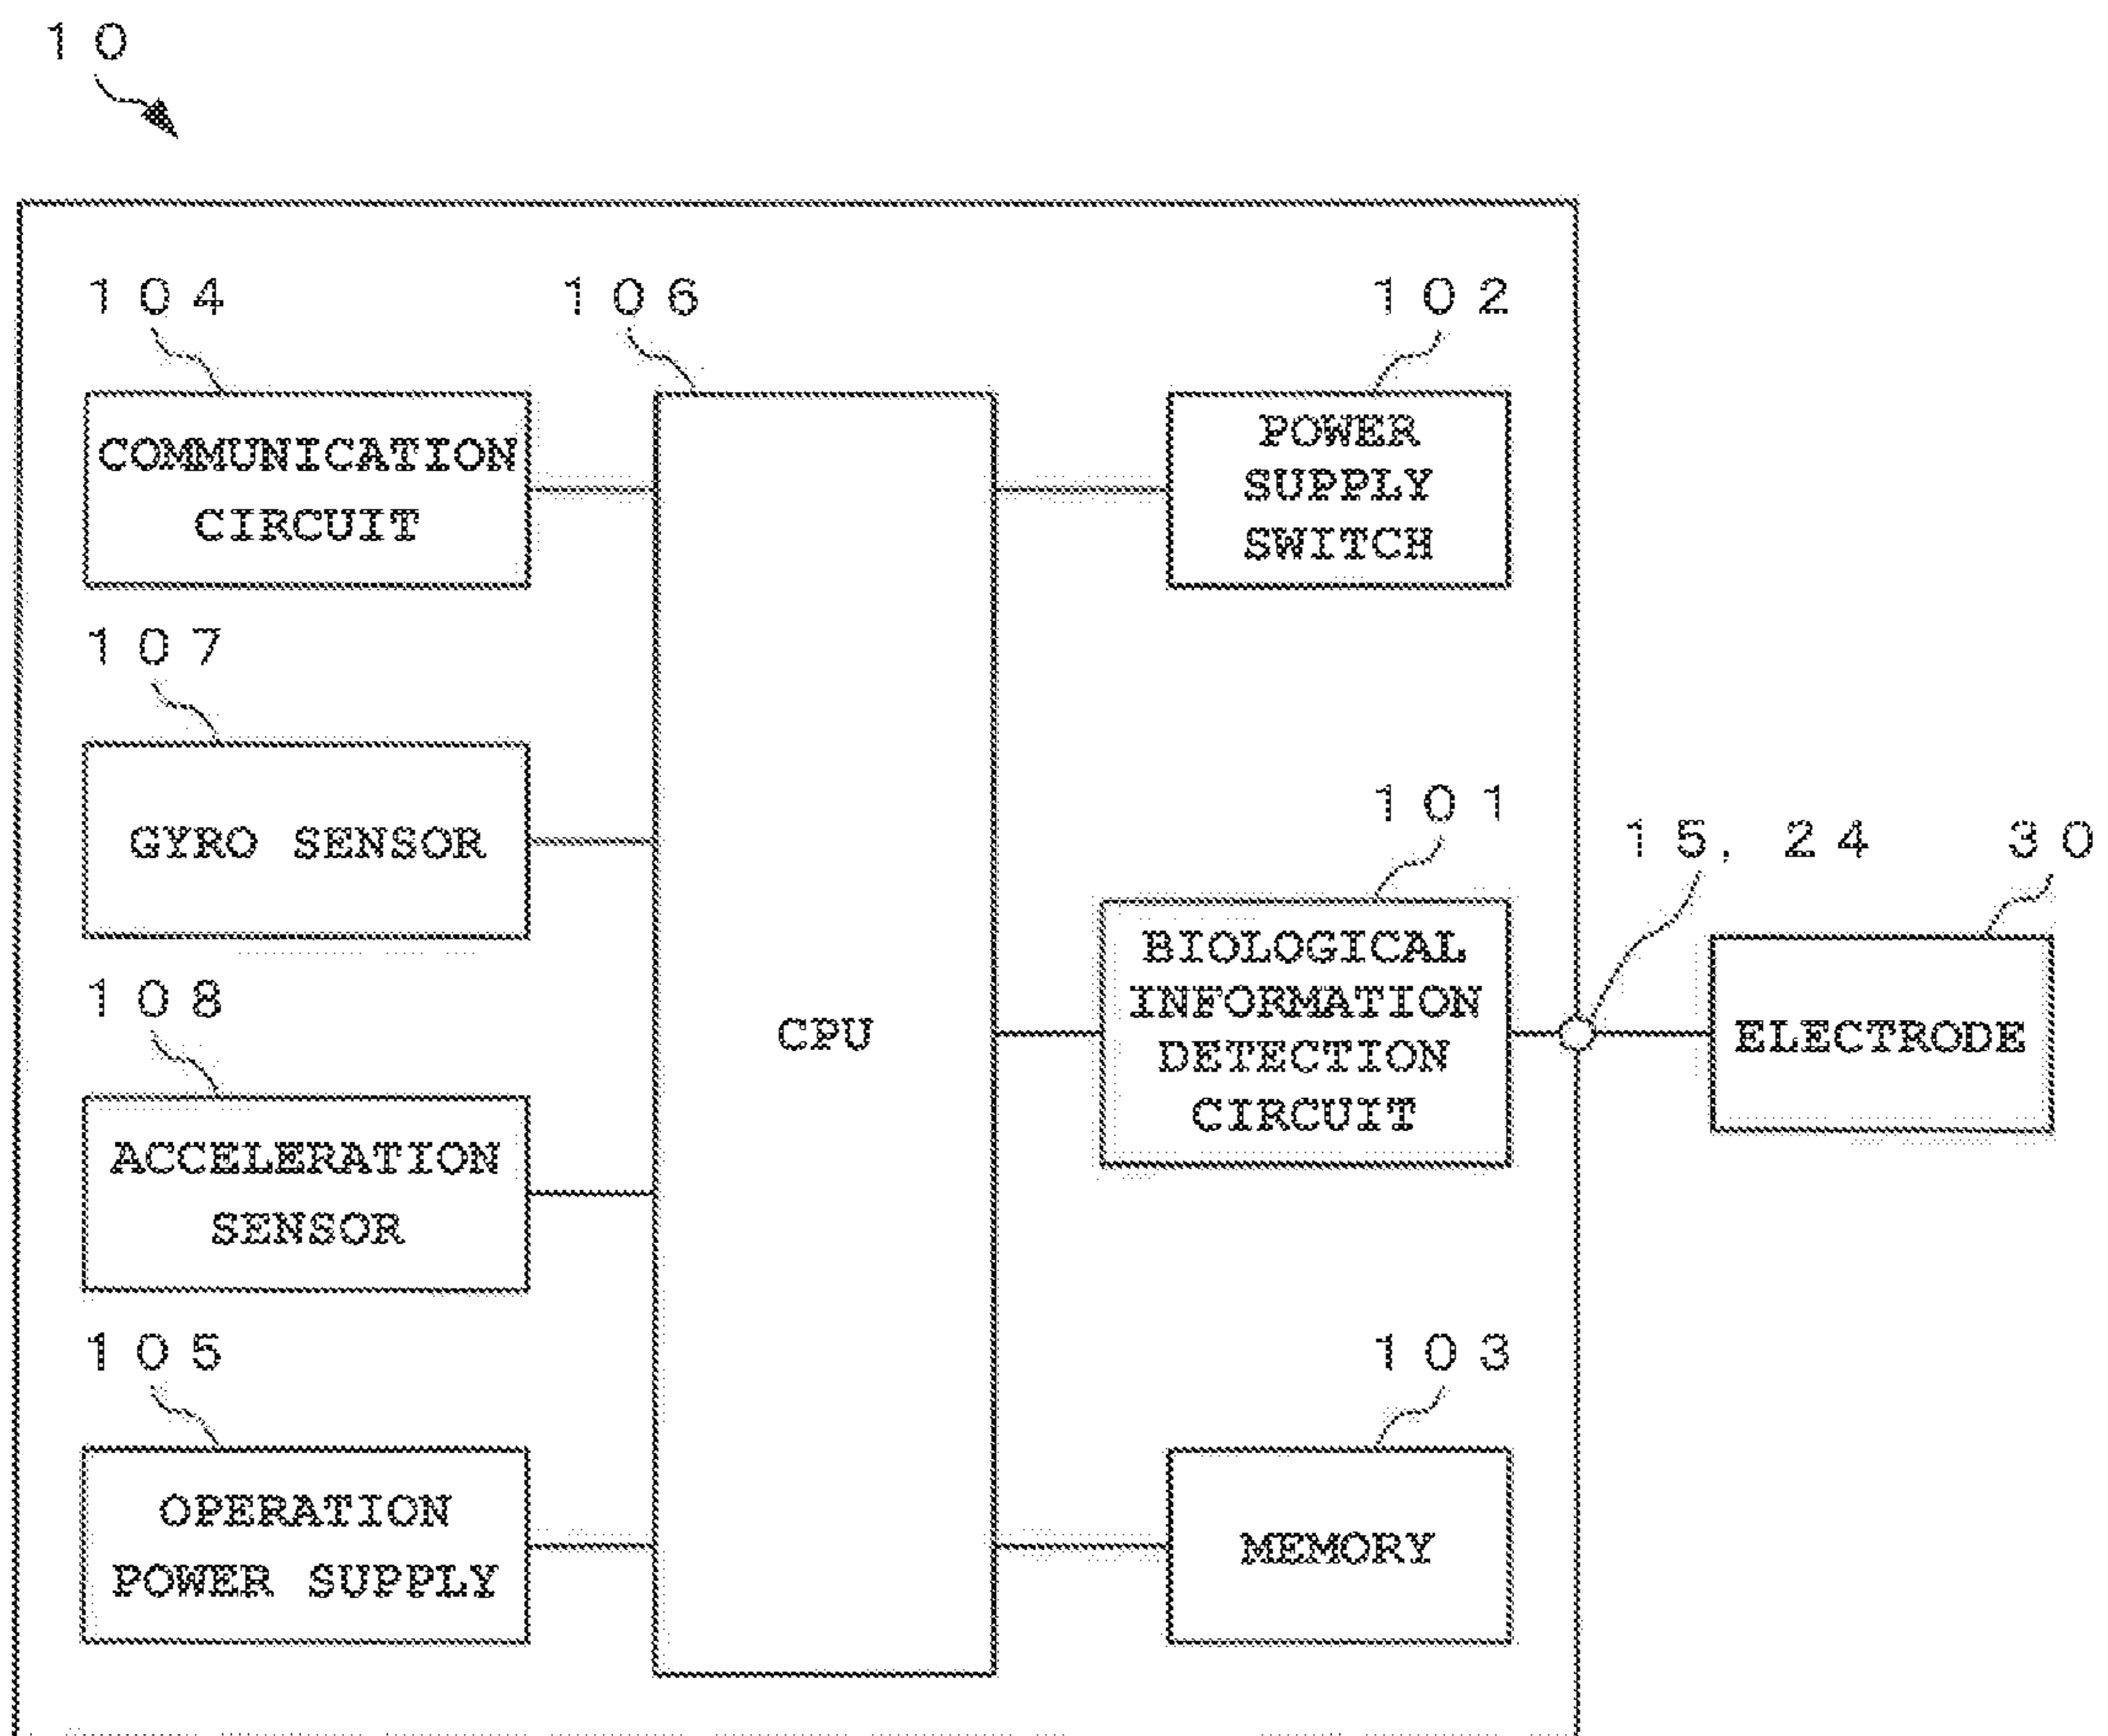 10
104
106
102
COMMUNICATION
CIRCUIT
POWER
SUPPLY
SWITCH
107
GYRO SENSOR
101
15, 24
30
BIOLOGICAL
INFORMATION
DETECTION
CIRCUIT
ELECTRODE
108
ACCELERATION
SENSOR
CPU
105
OPERATION
POWER SUPPLY
103
MEMORY